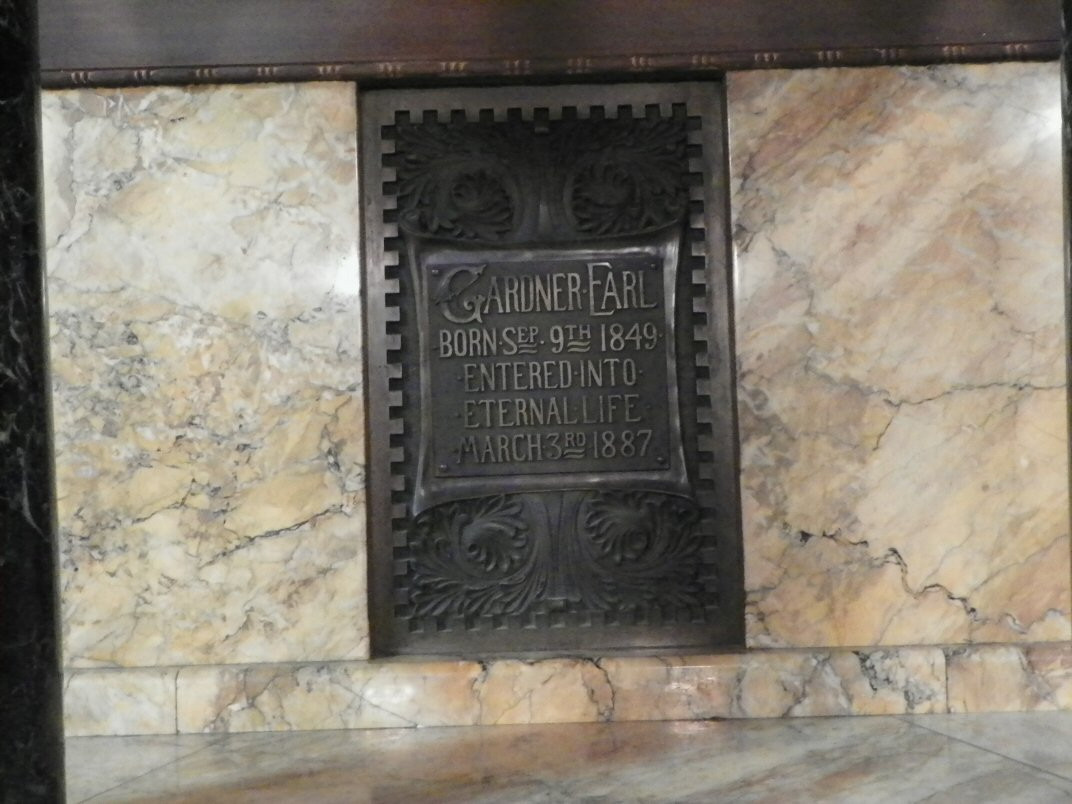 GARDNER·EARL
BORN·SEP·9TH 1849·
·ENTERED·INTO·
·ETERNAL·LIFE·
·MARCH·3RD 1887·